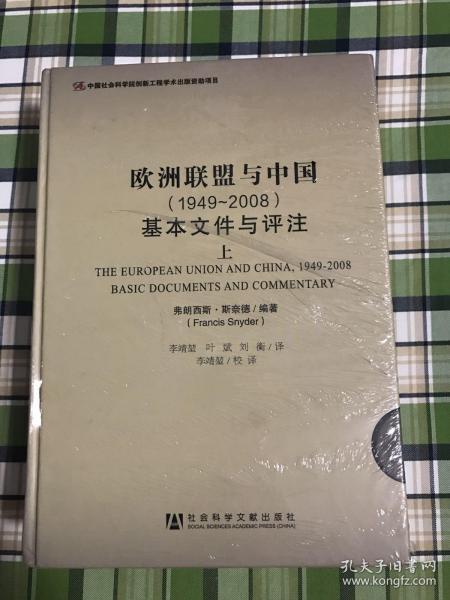 中国社会科学院创新工程学术出版资助项目
欧洲联盟与中国
(1949~2008)
基本文件与评注
上
THE EUROPEAN UNION AND CHINA, 1949-2008
BASIC DOCUMENTS AND COMMENTARY
弗朗西斯·斯奈德/编著
(Francis Snyder)
李靖堃 叶斌 刘衡/译
李靖堃/校译
社会科学文献出版社
SOCIAL SCIENCES ACADEMIC PRESS (CHINA)
孔夫子旧书网
www.kongfz.com